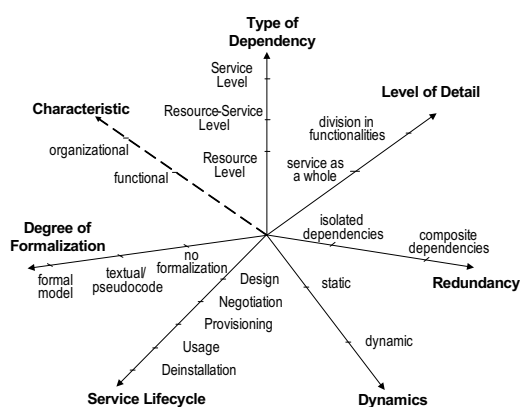 Type of
Dependency
Service
Level
Resource-Service
Level
Resource
Level
Level of Detail
division in
functionalities
service as
a whole
Characteristic
organizational
functional
isolated
dependencies
composite
dependencies
Redundancy
Degree of
Formalization
no
formalization
textual/
pseudocode
formal
model
Design
Negotiation
Provisioning
Usage
Deinstallation
Service Lifecycle
static
dynamic
Dynamics